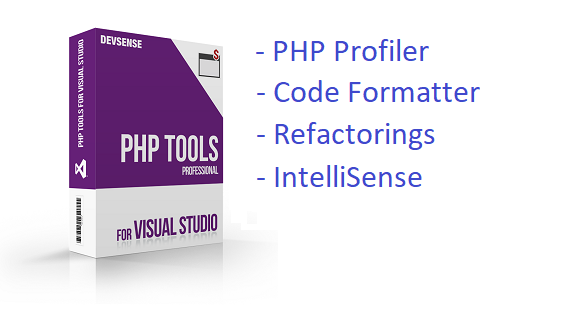 DEVSENSE
S
PHP TOOLS FOR VISUAL STUDIO
PHP TOOLS
PROFESSIONAL
FOR VISUAL STUDIO
- PHP Profiler
- Code Formatter
- Refactorings
- IntelliSense